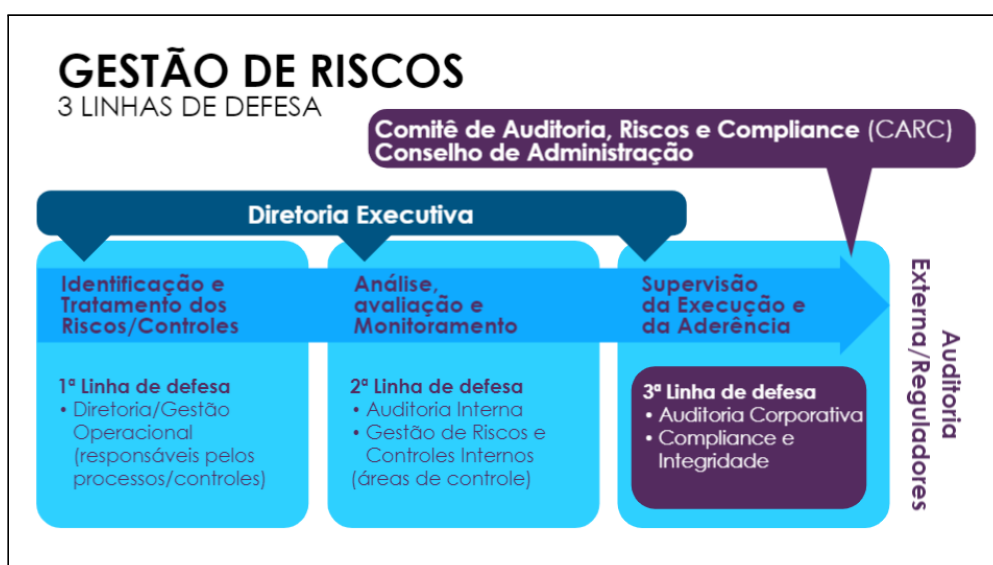 GESTÃO DE RISCOS
3 LINHAS DE DEFESA
Comitê de Auditoria, Riscos e Compliance (CARC)
Conselho de Administração
Diretoria Executiva
Identificação e
Tratamento dos
Riscos/Controles
Análise,
avaliação e
Monitoramento
Supervisão
da Execução e
da Aderência
1ª Linha de defesa
• Diretoria/Gestão
Operacional
(responsáveis pelos
processos/controles)
2ª Linha de defesa
• Auditoria Interna
• Gestão de Riscos e
Controles Internos
(áreas de controle)
3ª Linha de defesa
• Auditoria Corporativa
• Compliance e
Integridade
Auditoria
Externa/Reguladores